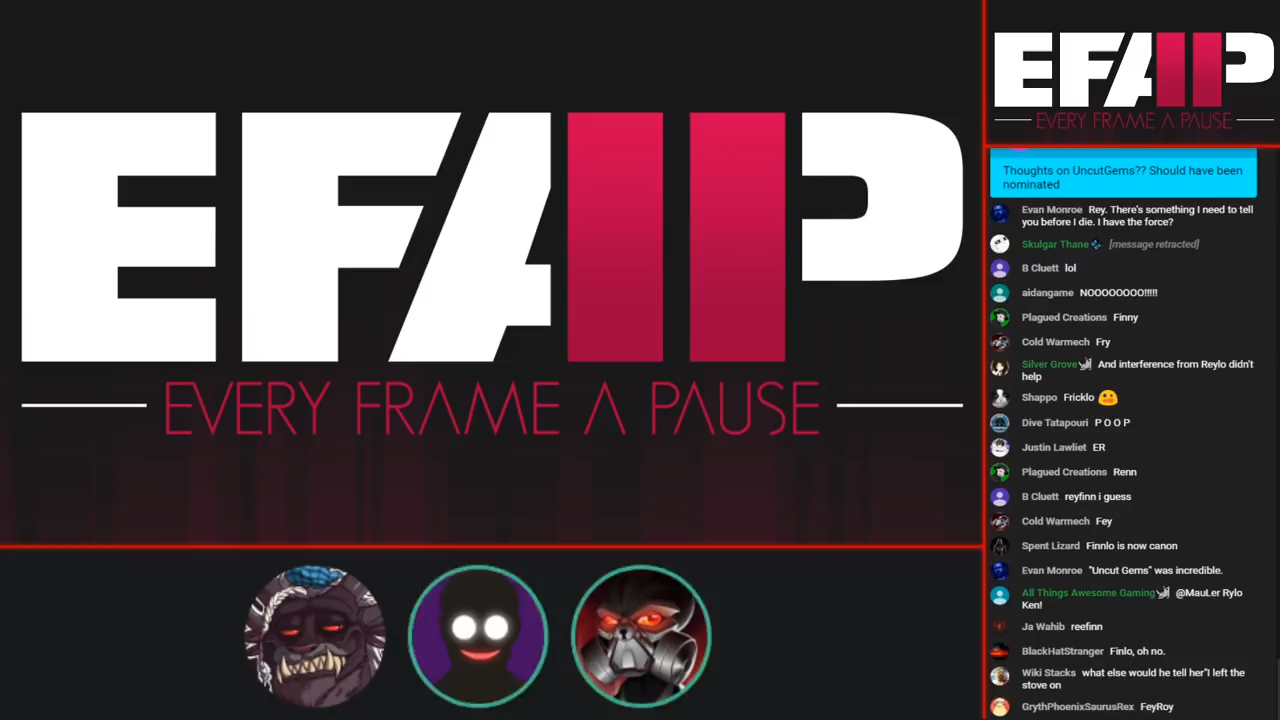 EFAP
EVERY FRAME A PAUSE
EFAP
EVERY FRAME A PAUSE
Thoughts on UncutGems?? Should have been
nominated
Evan Monroe Rey. There's something I need to tell
you before I die. I have the force?
Skulgar Thane [message retracted]
B Cluett lol
aidangame NOOOOOOOO!!!!!
Plagued Creations Finny
Cold Warmech Fry
Silver Grove And interference from Reylo didn't
help
Shappo Fricklo
Dive Tatapouri P O O P
Justin Lawliet ER
Plagued Creations Renn
B Cluett reyfinn i guess
Cold Warmech Fey
Spent Lizard Finnlo is now canon
Evan Monroe "Uncut Gems" was incredible.
All Things Awesome Gaming @MauLer Rylo
Ken!
Ja Wahib reefinn
BlackHatStranger Finlo, oh no.
Wiki Stacks what else would he tell her"I left the
stove on
GrythPhoenixSaurusRex FeyRoy